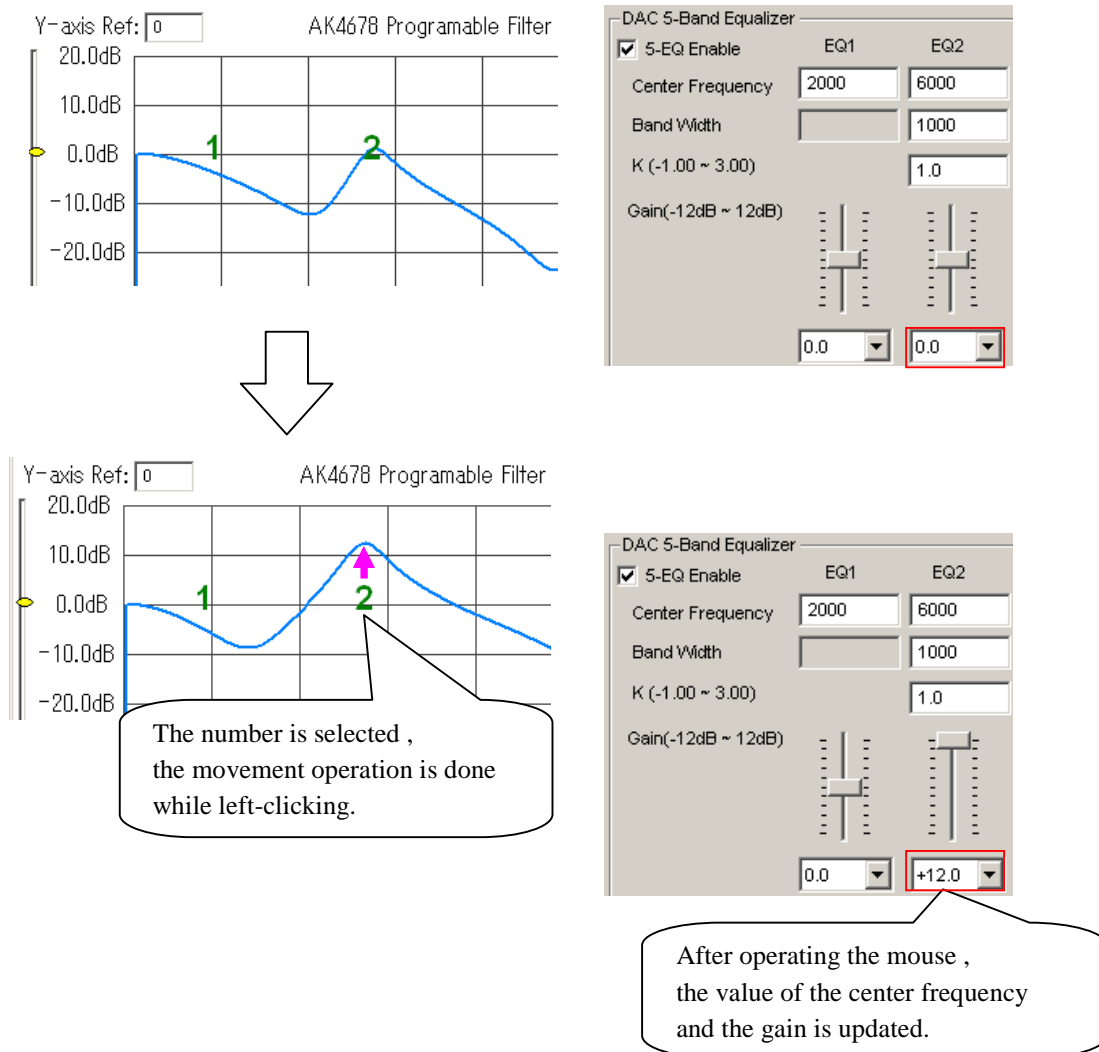 Y-axis Ref: 0 AK4678 Programable Filter
20.0dB
10.0dB
0.0dB
-10.0dB
-20.0dB
1
2
DAC 5-Band Equalizer
5-EQ Enable EQ1 EQ2
Center Frequency 2000 6000
Band Width 1000
K (-1.00 ~ 3.00) 1.0
Gain(-12dB ~ 12dB)
0.0 0.0
Y-axis Ref: 0 AK4678 Programable Filter
20.0dB
10.0dB
0.0dB
-10.0dB
-20.0dB
1
2
The number is selected ,
the movement operation is done
while left-clicking.
DAC 5-Band Equalizer
5-EQ Enable EQ1 EQ2
Center Frequency 2000 6000
Band Width 1000
K (-1.00 ~ 3.00) 1.0
Gain(-12dB ~ 12dB)
0.0 +12.0
After operating the mouse ,
the value of the center frequency
and the gain is updated.